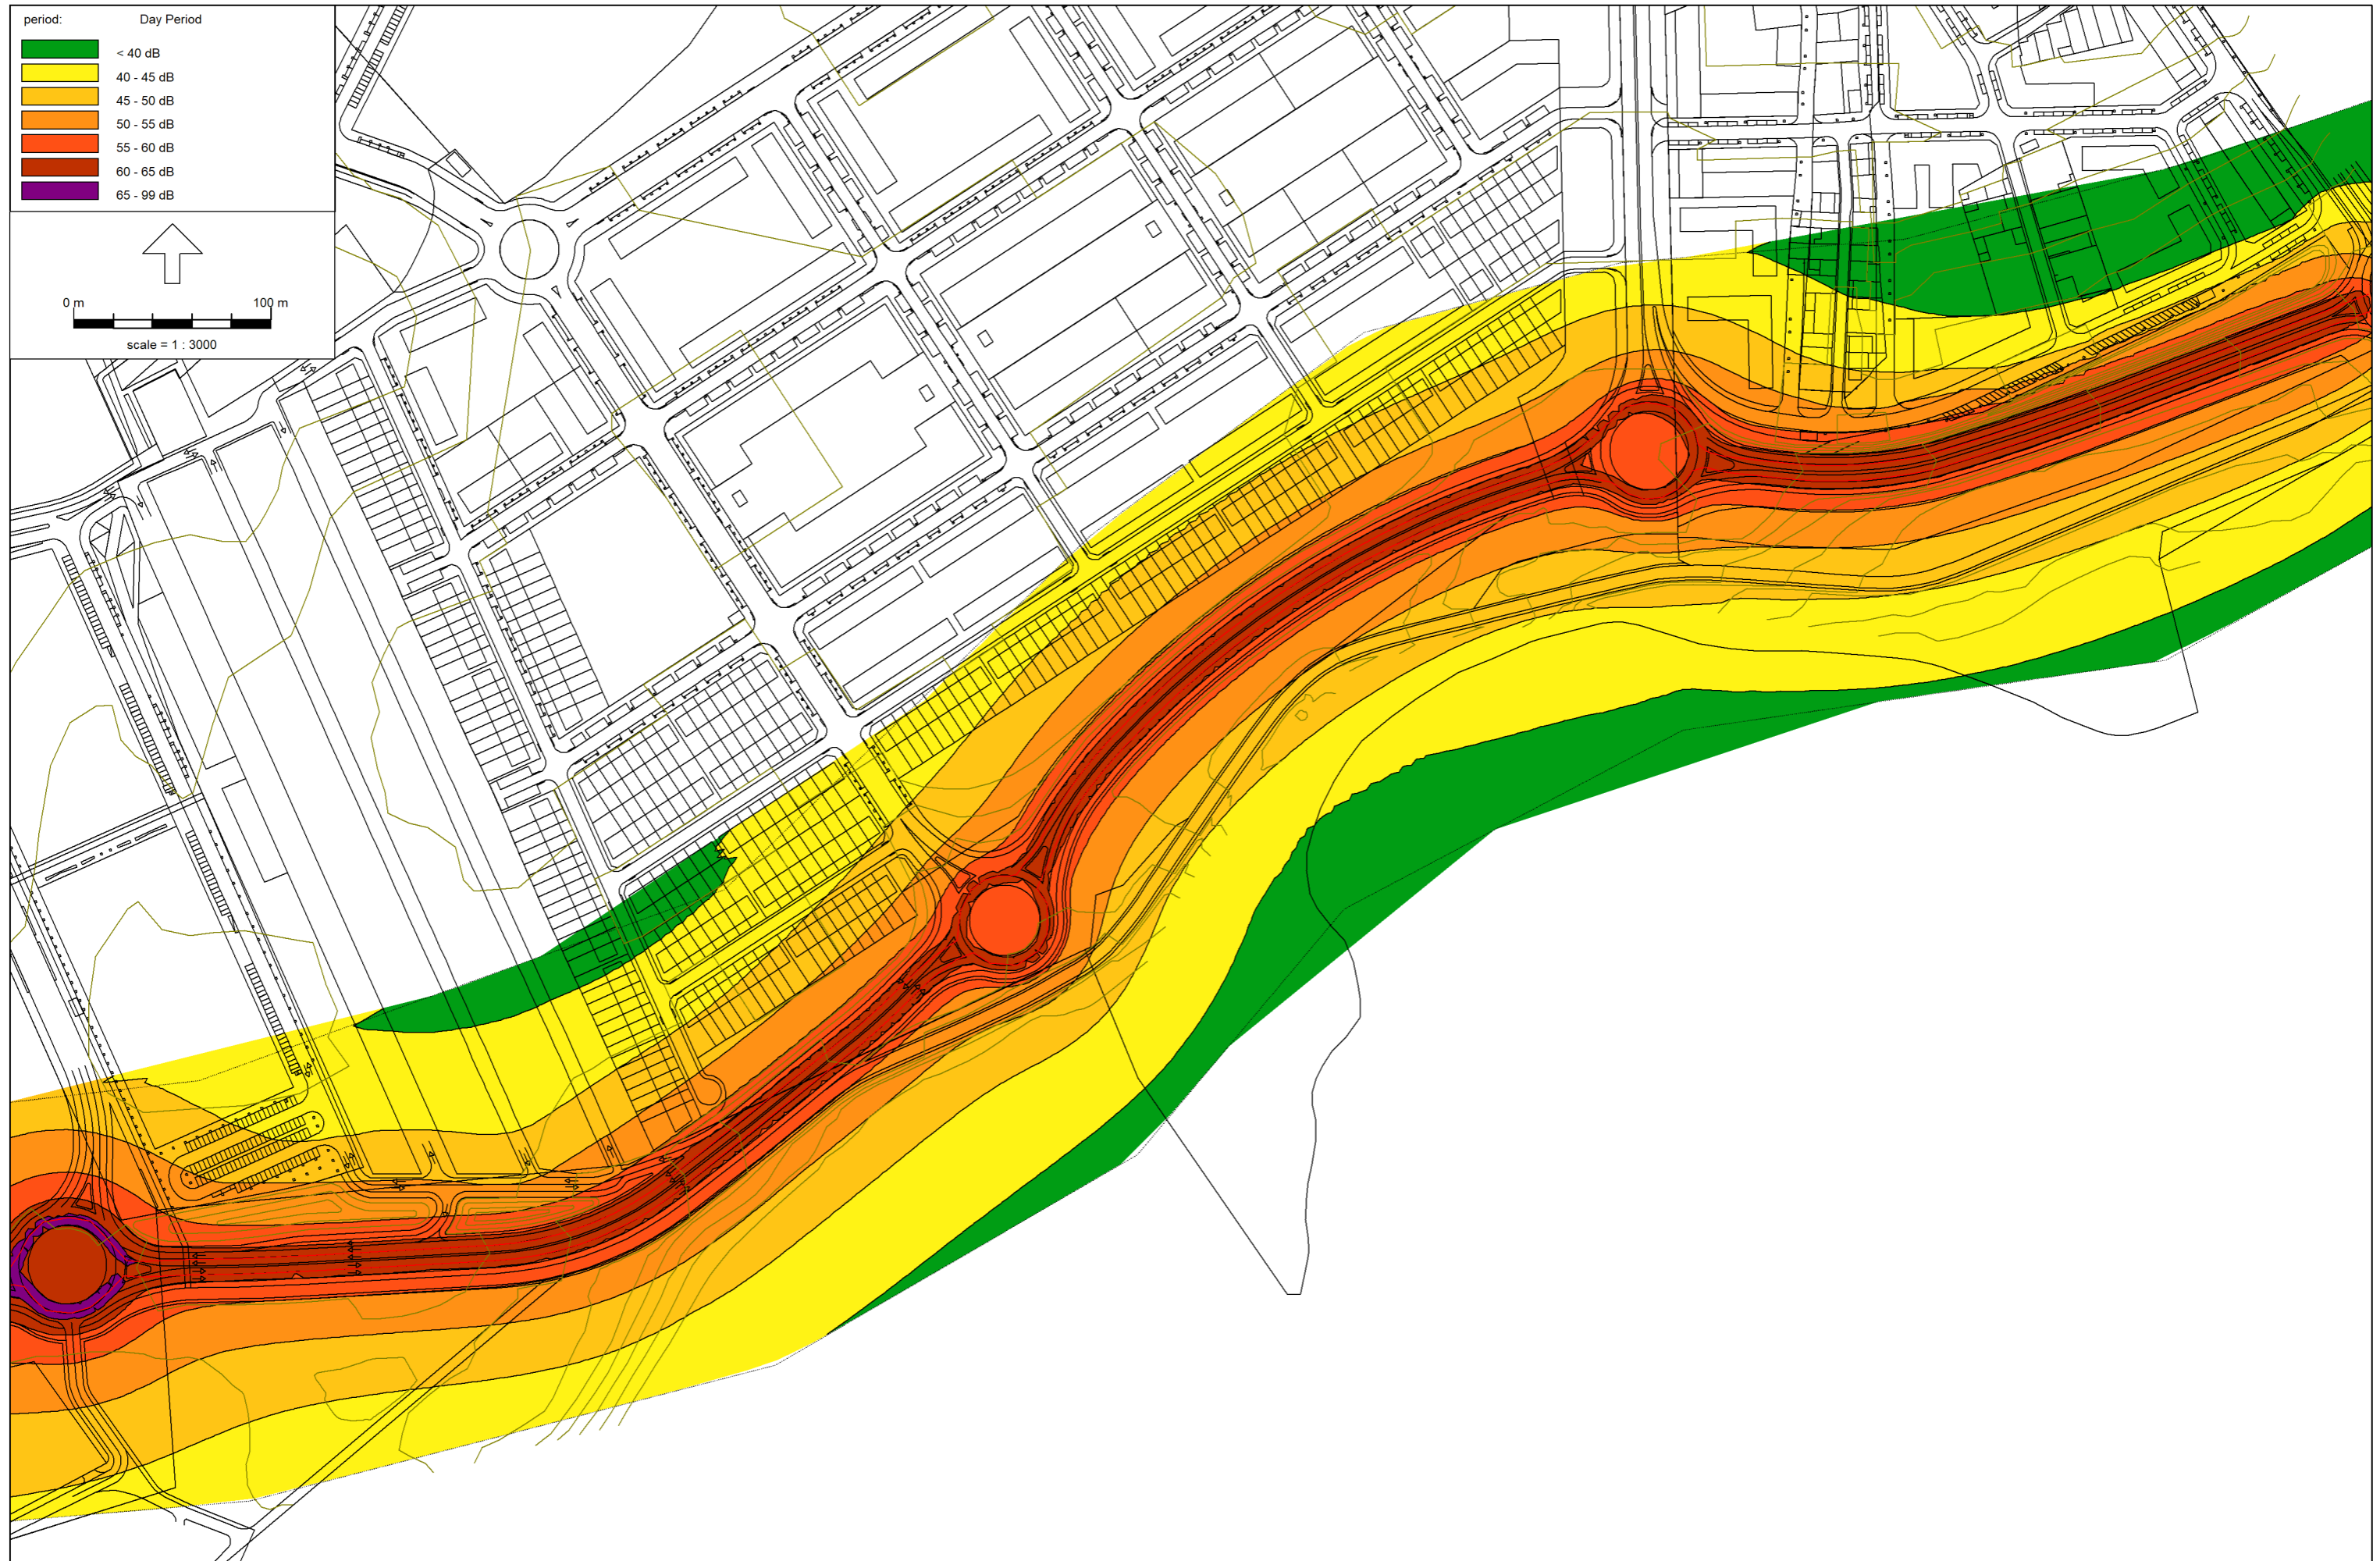 period: Day Period
< 40 dB
40 - 45 dB
45 - 50 dB
50 - 55 dB
55 - 60 dB
60 - 65 dB
65 - 99 dB
0 m 100 m
scale = 1 : 3000